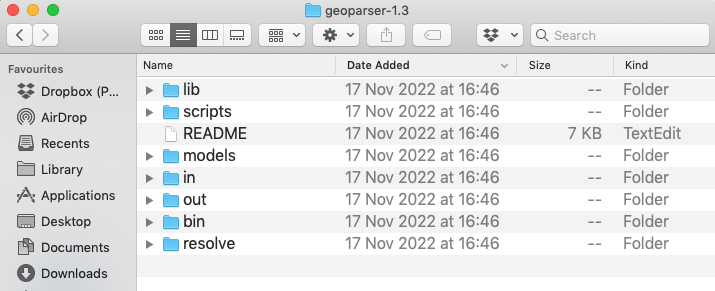 geoparser-1.3
Search
Favourites
Dropbox (P...
AirDrop
Recents
Library
Applications
Desktop
Documents
Downloads
Name Date Added Size Kind
lib 17 Nov 2022 at 16:46 -- Folder
scripts 17 Nov 2022 at 16:46 -- Folder
README 17 Nov 2022 at 16:46 7 KB TextEdit
models 17 Nov 2022 at 16:46 -- Folder
in 17 Nov 2022 at 16:46 -- Folder
out 17 Nov 2022 at 16:46 -- Folder
bin 17 Nov 2022 at 16:46 -- Folder
resolve 17 Nov 2022 at 16:46 -- Folder